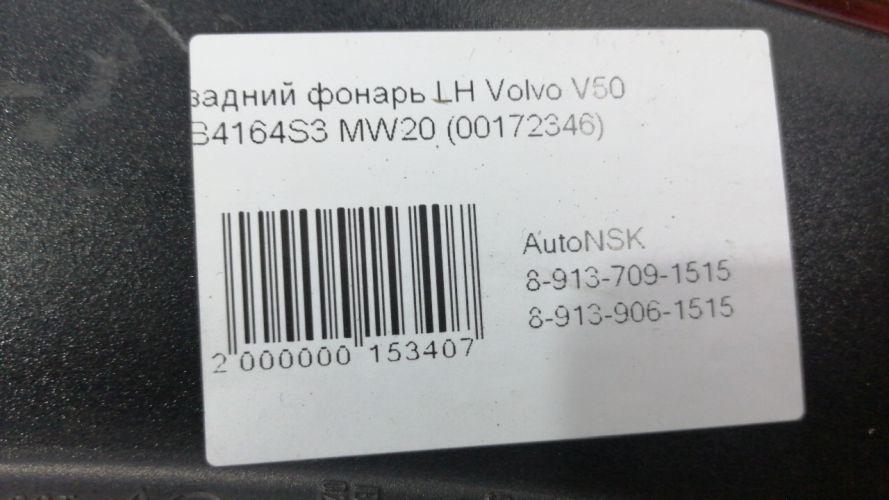 задний фонарь LH Volvo V50
B4164S3 MW20 (00172346)
AutoNSK
8-913-709-1515
8-913-906-1515
2 000000 153407